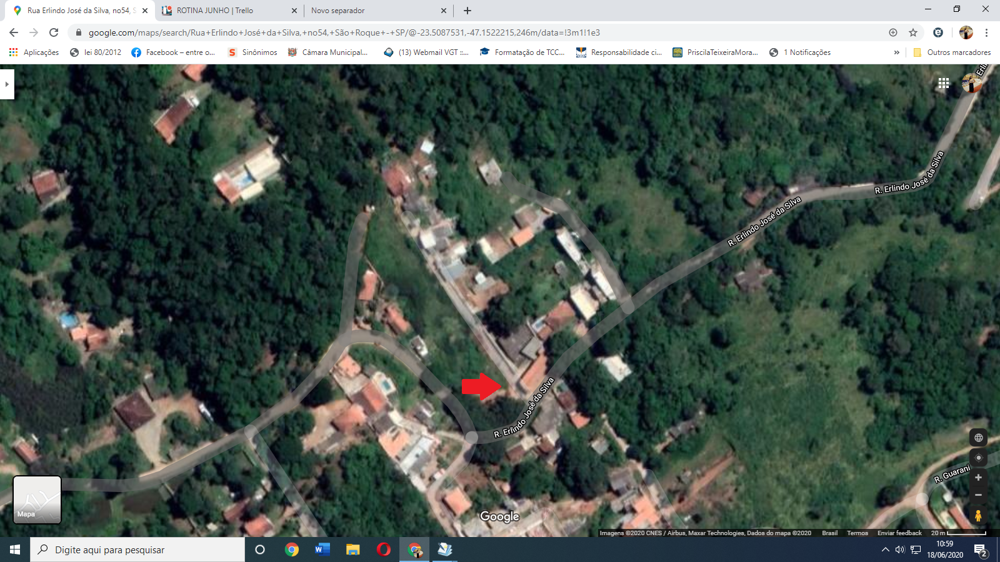 Rua Erlindo José da Silva, no54, S
ROTINA JUNHO | Trello
Novo separador
google.com/maps/search/Rua+Erlindo+José+da+Silva,+no54,+São+Roque+-+SP/@-23.5087531,-47.1522215,246m/data=!3m1!1e3
Aplicações
lei 80/2012
Facebook – entre o...
Sinônimos
Câmara Municipal...
(13) Webmail VGT ::...
Formatação de TCC...
Responsabilidade ci...
PriscilaTeixeiraMora...
1 Notificações
»
Outros marcadores
Erlin
R. Erlindo José da Silva
R. Erlindo José da Silva
R. Erlindo José da Silva
R. Guarani
Mapa
Google
Imagens ©2020 CNES / Airbus, Maxar Technologies, Dados do mapa ©2020
Brasil
Termos
Enviar feedback
20 m
Digite aqui para pesquisar
10:59
18/06/2020
2